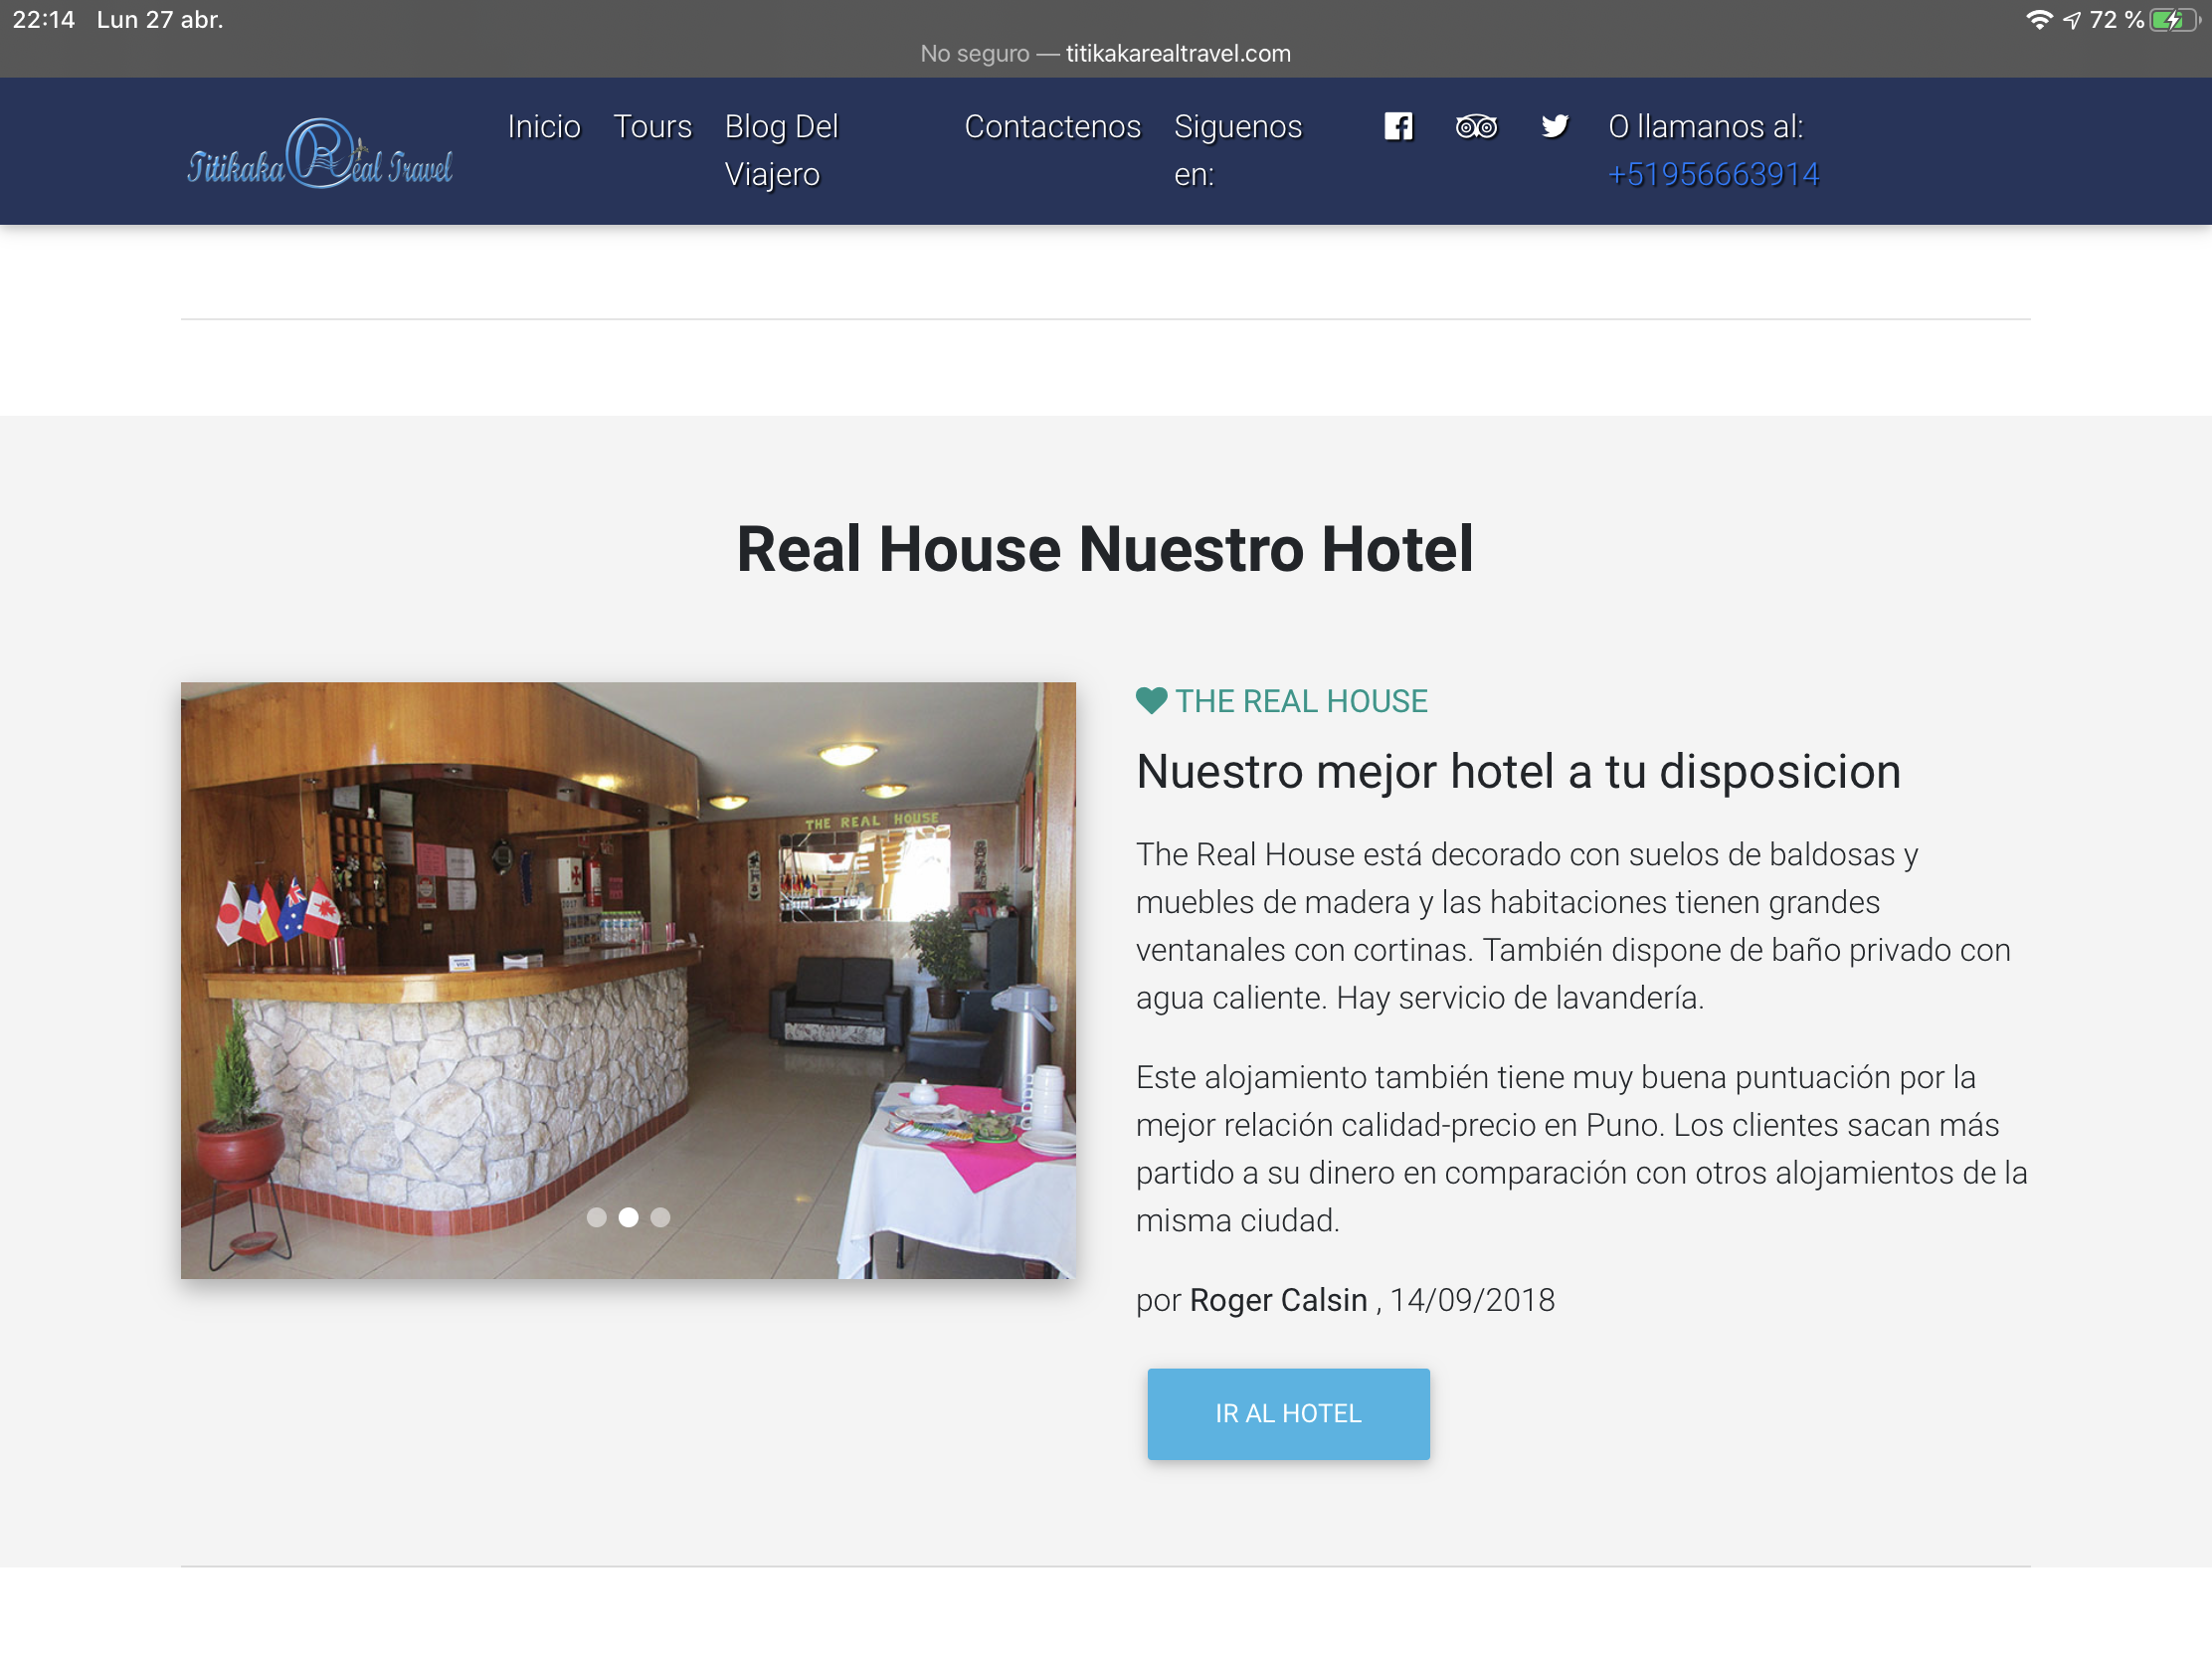 22:14 Lun 27 abr.
72 %
No seguro — titikakarealtravel.com
Titikaka Real Travel
Inicio Tours Blog Del Viajero Contactenos Siguenos en: O llamanos al:
+51956663914
Real House Nuestro Hotel
THE REAL HOUSE
THE REAL HOUSE
Nuestro mejor hotel a tu disposicion
The Real House está decorado con suelos de baldosas y
muebles de madera y las habitaciones tienen grandes
ventanales con cortinas. También dispone de baño privado con
agua caliente. Hay servicio de lavandería.
Este alojamiento también tiene muy buena puntuación por la
mejor relación calidad-precio en Puno. Los clientes sacan más
partido a su dinero en comparación con otros alojamientos de la
misma ciudad.
por Roger Calsin , 14/09/2018
IR AL HOTEL